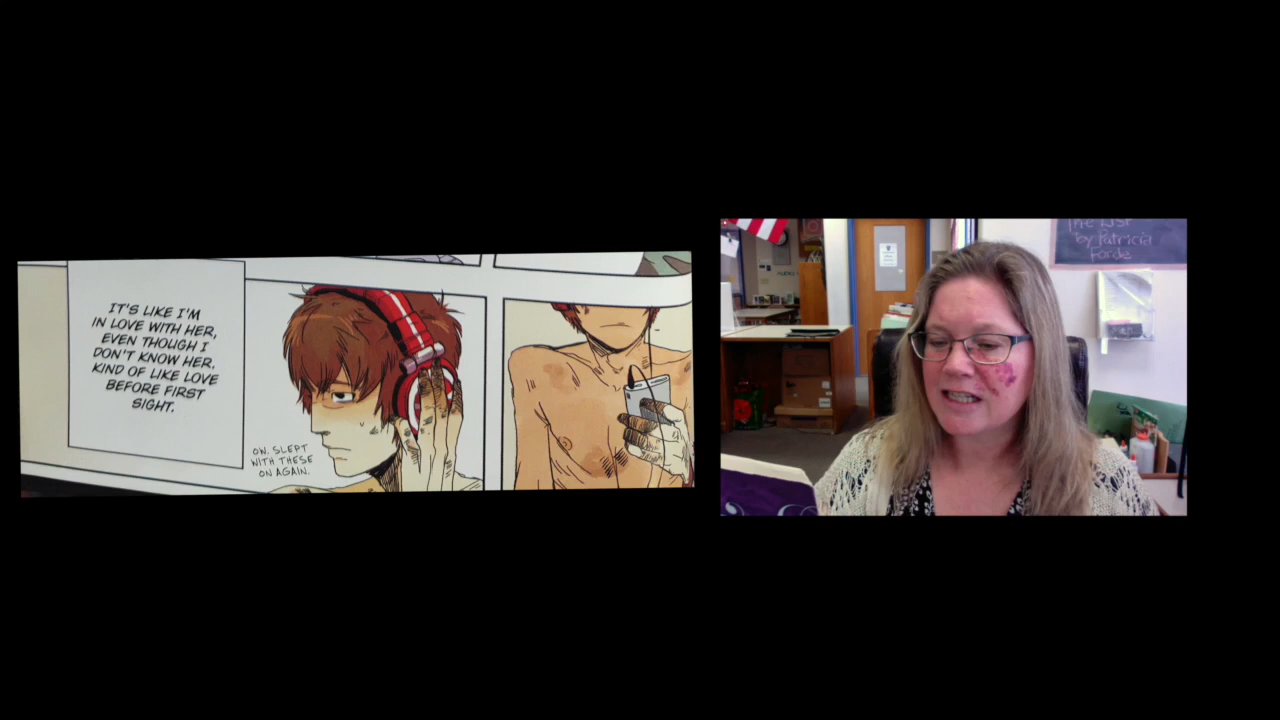 IT'S LIKE I'M
IN LOVE WITH HER,
EVEN THOUGH I
DON'T KNOW HER.
KIND OF LIKE LOVE
BEFORE FIRST
SIGHT.
OW. SLEPT
WITH THESE
ON AGAIN.
The List
by Patricia
Forde